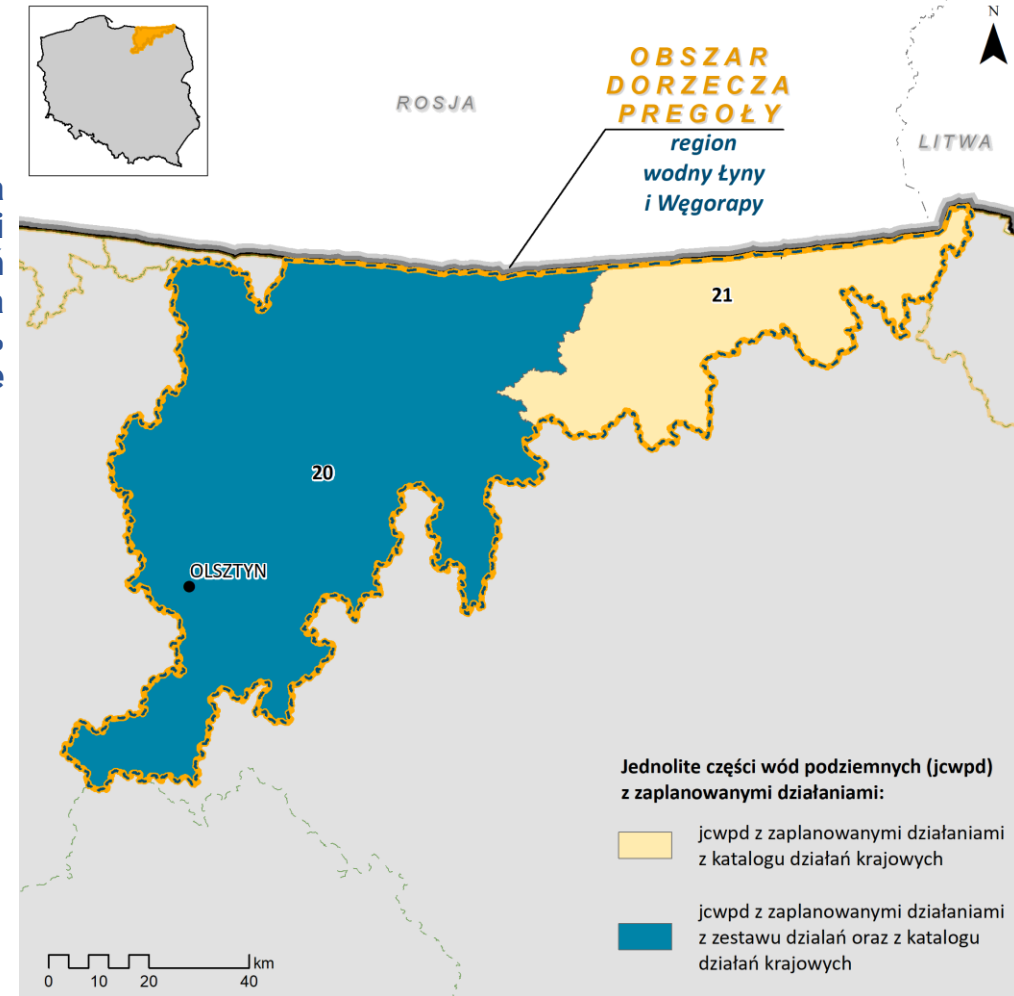 N
OBSZAR
DORZECZA
PREGOŁY
region
wodny Łyny
i Węgorapy
ROSJA
LITWA
a
i
a
.
21
20
OLSZTYN
Jednolite części wód podziemnych (jcwpd)
z zaplanowanymi działaniami:
jcwpd z zaplanowanymi działaniami
z katalogu działań krajowych
jcwpd z zaplanowanymi działaniami
z zestawu dzialań oraz z katalogu
działań krajowych
km
0 10 20 40